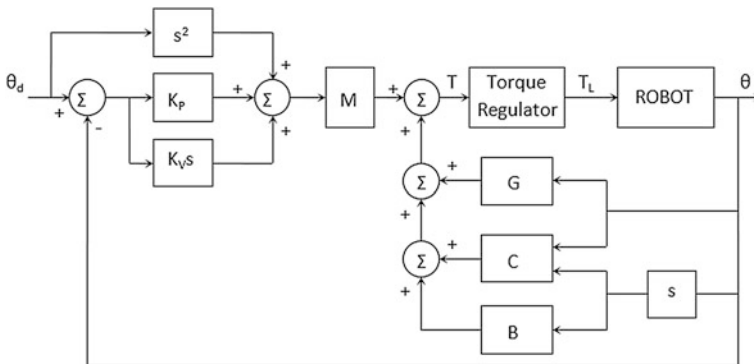 s²
+
θd
+
Σ
-
KP
+
Σ
+
KVs
M
+
Σ
T
Torque
Regulator
TL
ROBOT
θ
+
Σ
+
G
+
Σ
+
C
s
+
B